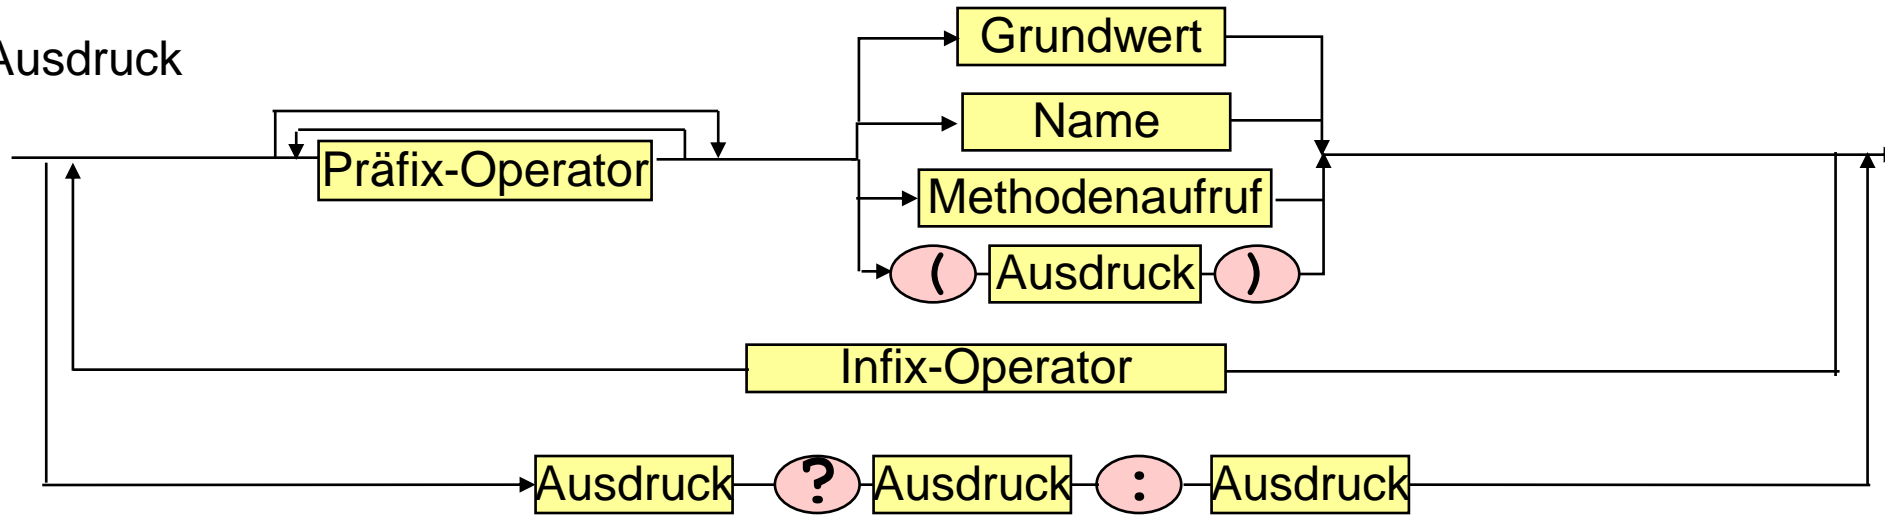 Ausdruck
Grundwert
Name
Präfix-Operator
Methodenaufruf
( Ausdruck )
Infix-Operator
Ausdruck ? Ausdruck : Ausdruck